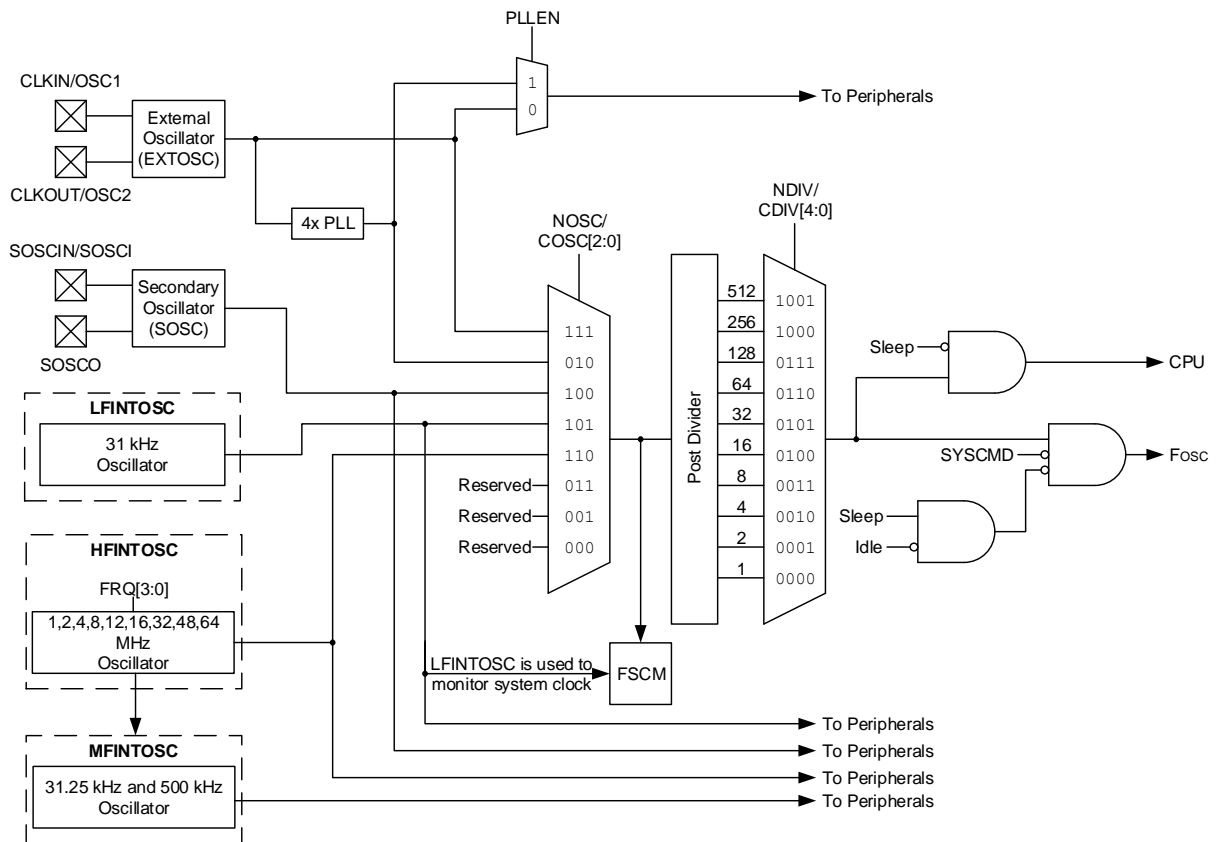 PLLEN
CLKIN/OSC1
1
External
Oscillator
(EXTOSC)
To Peripherals
0
CLKOUT/OSC2
4x PLL
NOSC/
COSC[2:0]
NDIV/
CDIV[4:0]
SOSCIN/SOSCI
Secondary
Oscillator
(SOSC)
SOSCO
512 1001
111 256 1000
010 128 0111
100 64 0110
101 32 0101
110 16 0100
Reserved 011 8 0011
Reserved 001 4 0010
Reserved 000 2 0001
1 0000
Post Divider
Sleep
CPU
SYSCMD
Fosc
Sleep
Idle
LFINTOSC
31 kHz
Oscillator
HFINTOSC
FRQ[3:0]
1,2,4,8,12,16,32,48,64
MHz
Oscillator
LFINTOSC is used to
monitor system clock
FSCM
To Peripherals
To Peripherals
To Peripherals
To Peripherals
MFINTOSC
31.25 kHz and 500 kHz
Oscillator